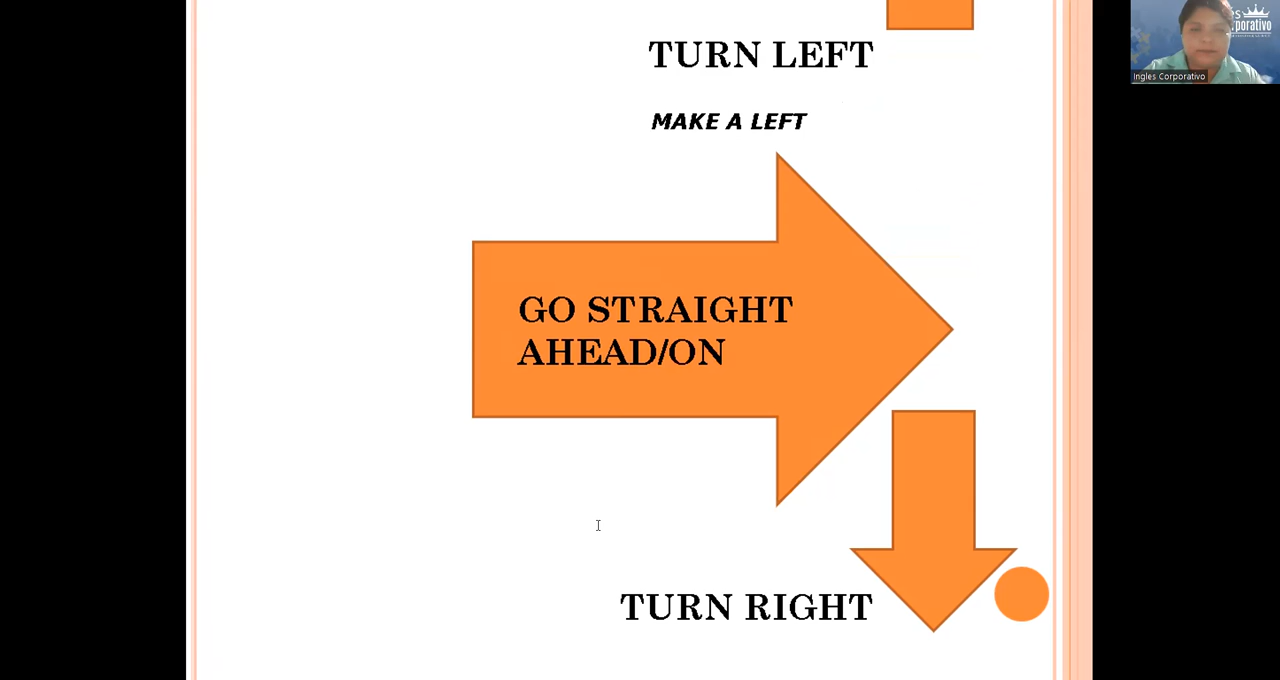 TURN LEFT
MAKE A LEFT
GO STRAIGHT
AHEAD/ON
TURN RIGHT
Ingles Corporativo